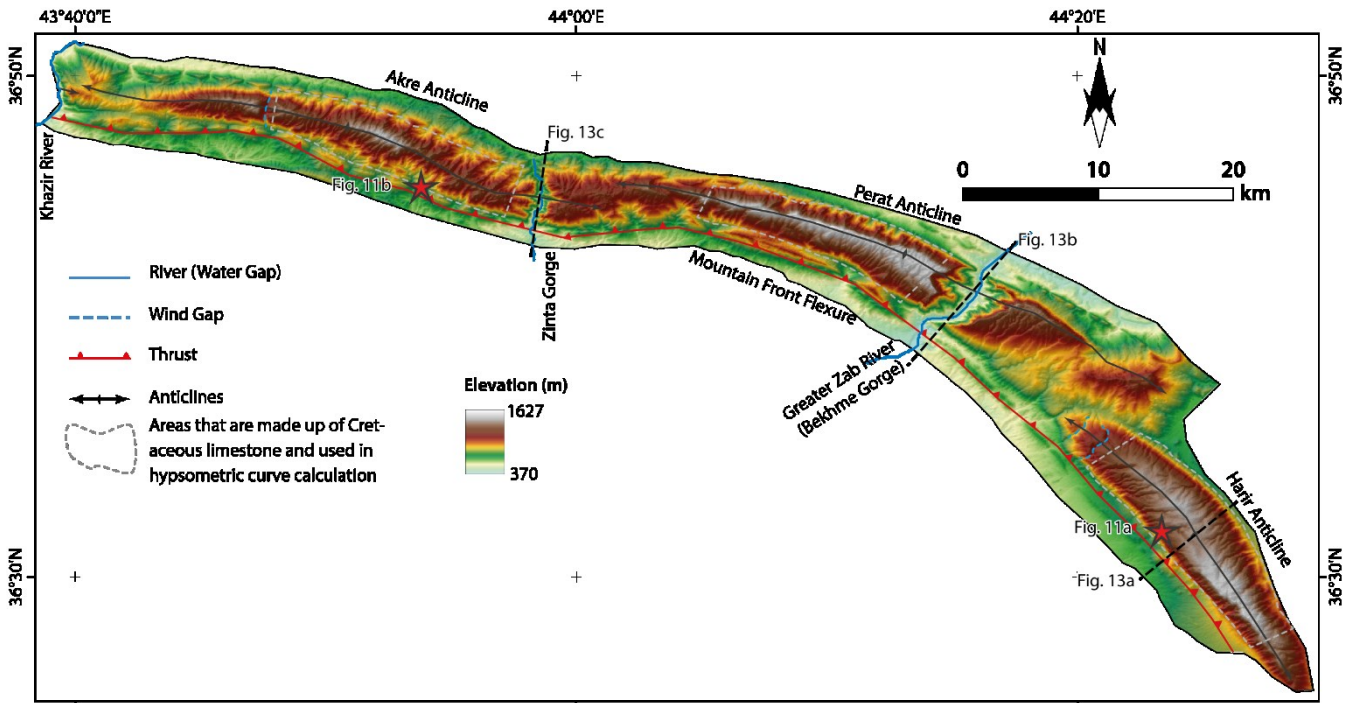 43°40'0"E
44°00'E
44°20'E
36°50'N
36°50'N
N
Akre Anticline
Fig. 13c
Fig. 11b
Khazir River
0 10 20
km
Perat Anticline
Fig. 13b
Mountain Front Flexure
Zinta Gorge
River (Water Gap)
Wind Gap
Thrust
Anticlines
Areas that are made up of Cret-
aceous limestone and used in
hypsometric curve calculation
Elevation (m)
1627
370
Greater Zab River
(Bekhme Gorge)
Harir Anticline
Fig. 11a
Fig. 13a
36°30'N
36°30'N